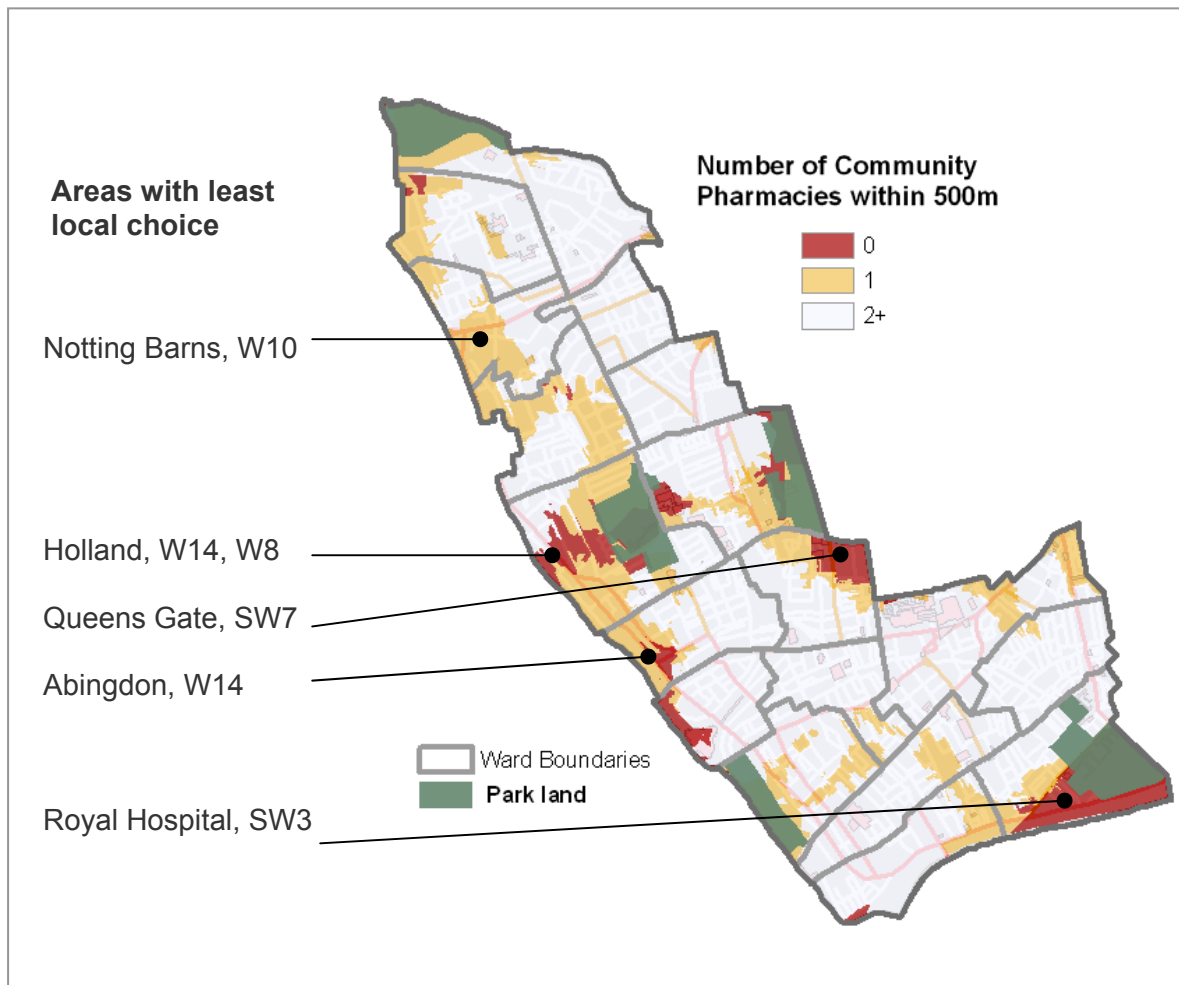 Areas with least
local choice
Number of Community
Pharmacies within 500m
0
1
2+
Notting Barns, W10
Holland, W14, W8
Queens Gate, SW7
Abingdon, W14
Ward Boundaries
Park land
Royal Hospital, SW3